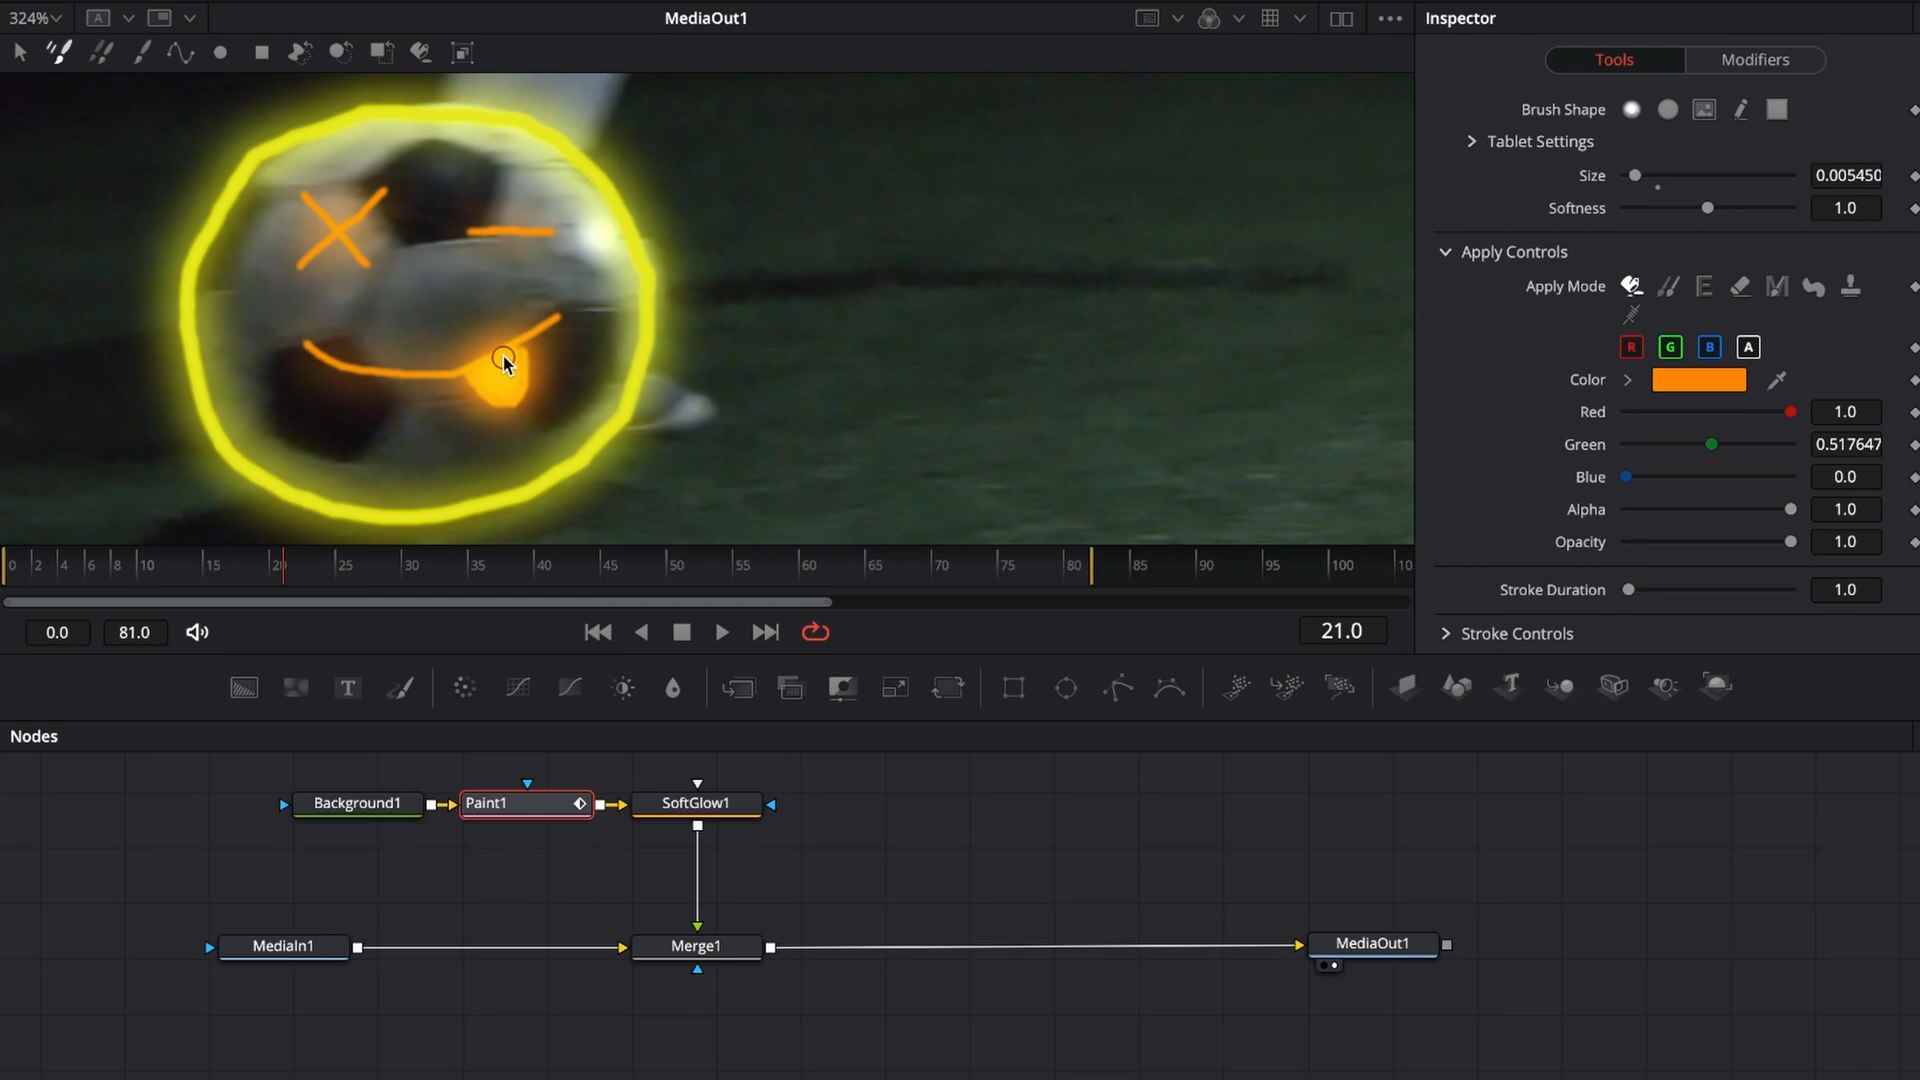 324%
A
MediaOut1
Inspector
Tools
Modifiers
Brush Shape
Tablet Settings
Size
0.005450
Softness
1.0
Apply Controls
Apply Mode
R
G
B
A
Color
Red
1.0
Green
0.517647
Blue
0.0
Alpha
1.0
Opacity
1.0
Stroke Duration
1.0
Stroke Controls
0 2 4 6 8 10 15 20 25 30 35 40 45 50 55 60 65 70 75 80 85 90 95 100 10
0.0
81.0
21.0
T
Nodes
Background1
Paint1
SoftGlow1
MediaIn1
Merge1
MediaOut1